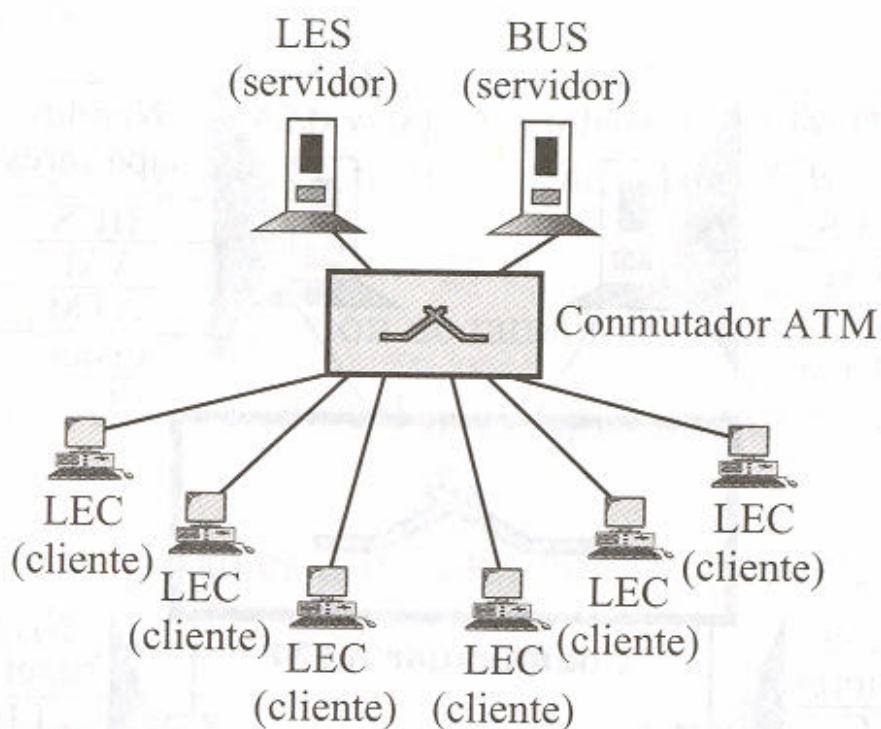 LES
(servidor)
BUS
(servidor)
Conmutador ATM
LEC
(cliente)
LEC
(cliente)
LEC
(cliente)
LEC
(cliente)
LEC
(cliente)
LEC
(cliente)